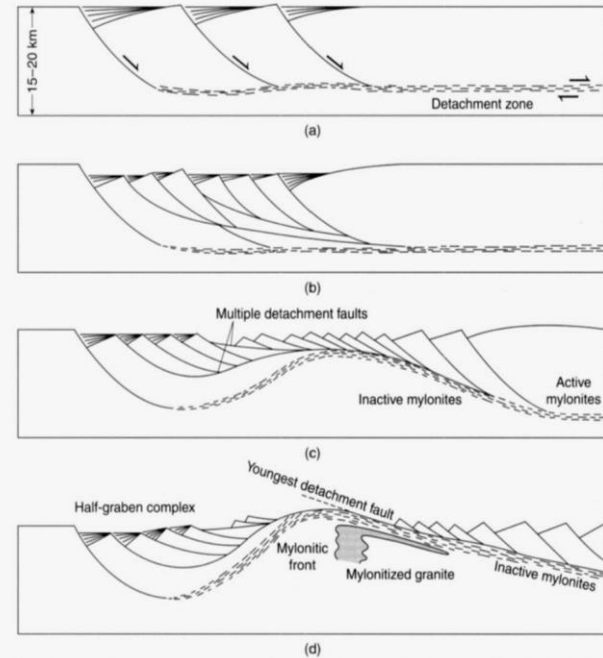 15–20 km
Detachment zone
(a)
(b)
Multiple detachment faults
Inactive mylonites
Active
mylonites
(c)
Youngest detachment fault
Half-graben complex
Mylonitic
front
Mylonitized granite
Inactive mylonites
(d)